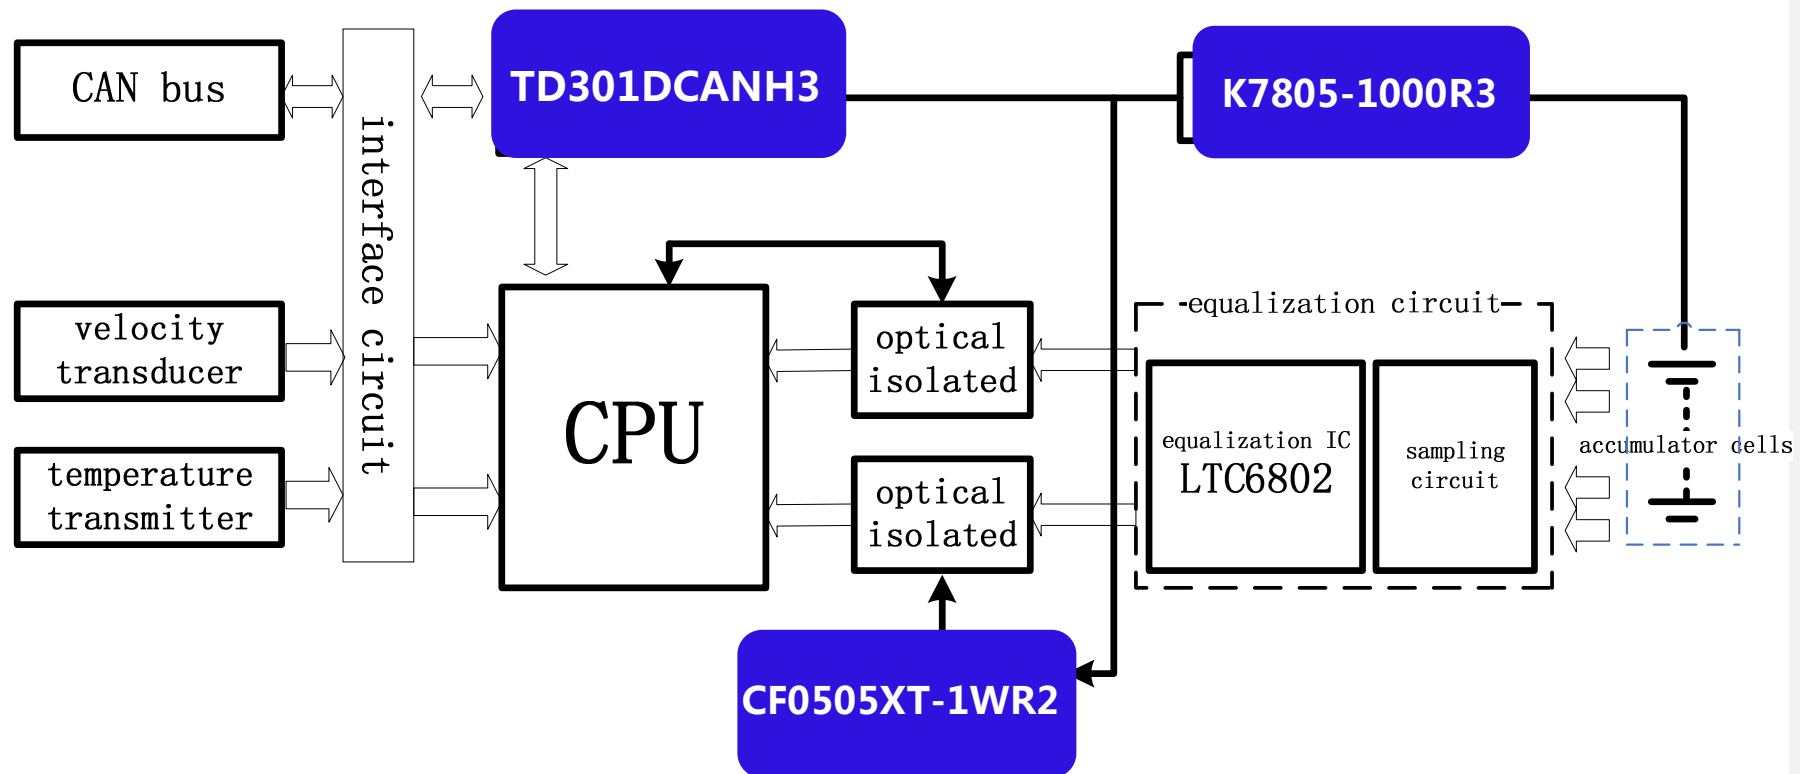 CAN bus
interface circuit
TD301DCANH3
K7805-1000R3
velocity
transducer
temperature
transmitter
CPU
optical
isolated
optical
isolated
equalization circuit
equalization IC
LTC6802
sampling
circuit
accumulator cells
CF0505XT-1WR2